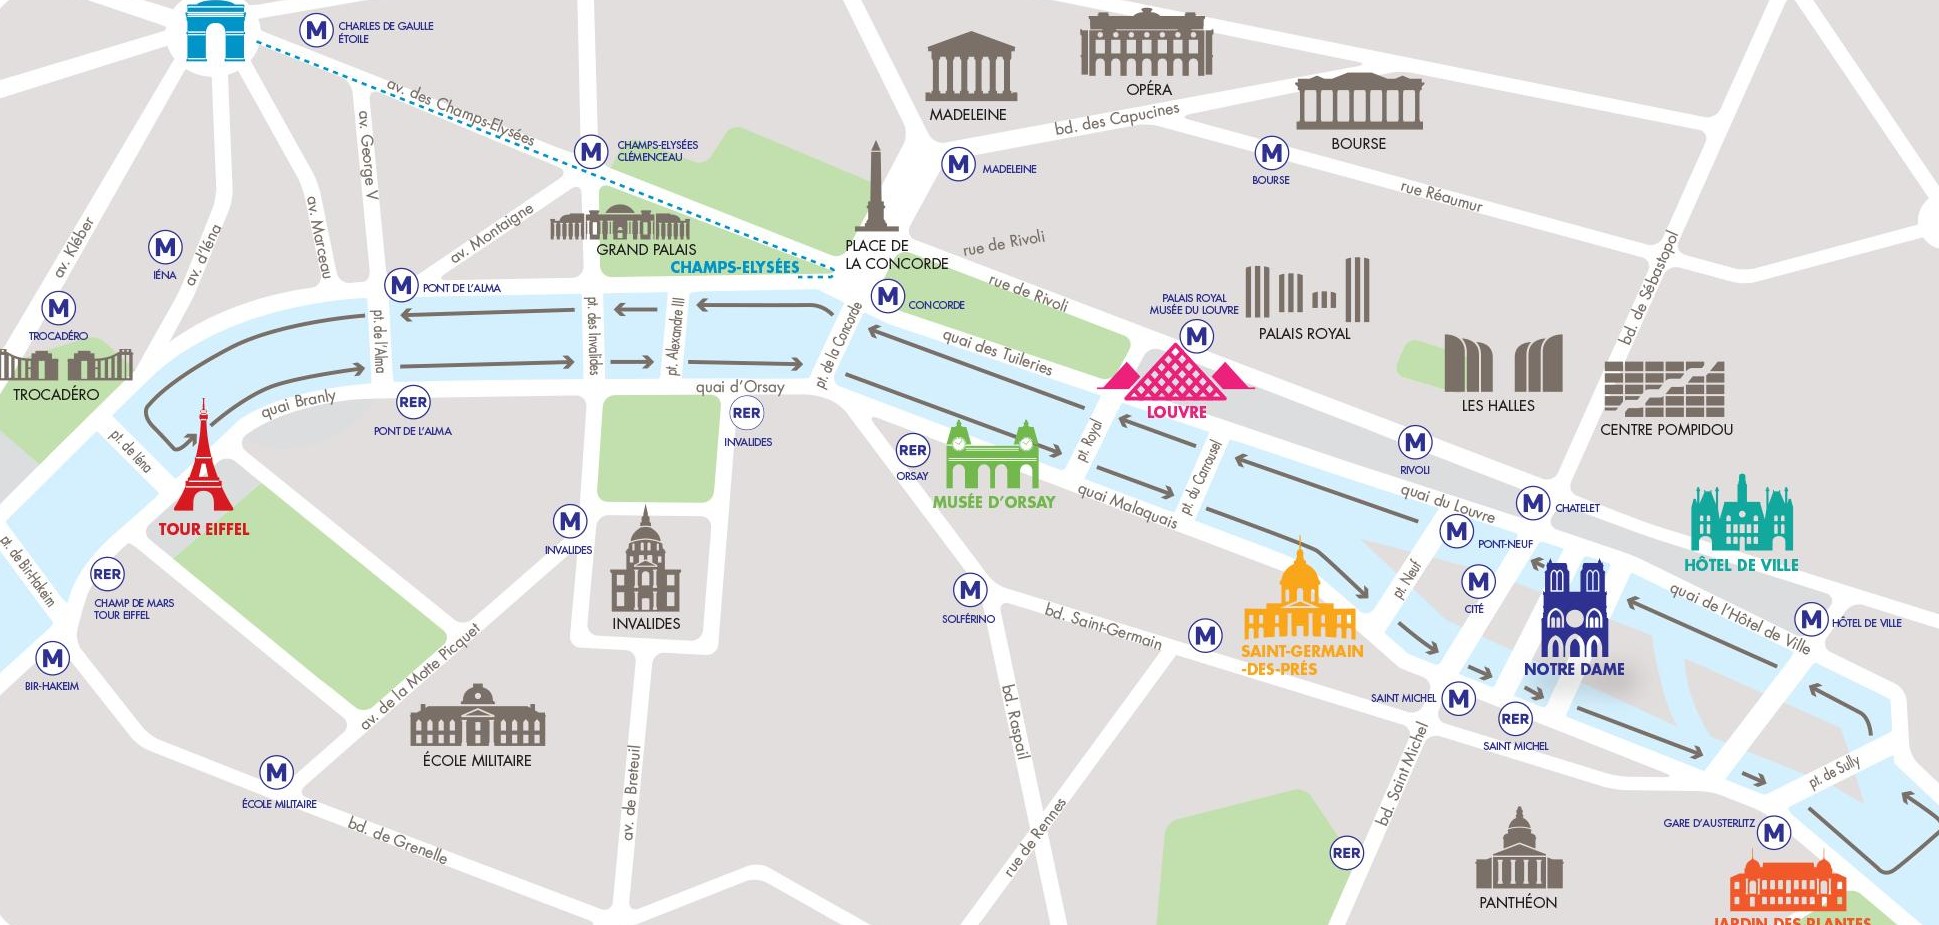 M
CHARLES DE GAULLE
ÉTOILE
av. des Champs-Elysées
av. George V
av. Kléber
av. d'Iéna
av. Marceau
av. Montaigne
M
IÉNA
M
TROCADÉRO
TROCADÉRO
M
PONT DE L'ALMA
M
CHAMPS-ELYSÉES
CLÉMENCEAU
GRAND PALAIS
CHAMPS-ELYSÉES
PLACE DE
LA CONCORDE
M
CONCORDE
MADELEINE
M
MADELEINE
OPÉRA
bd. des Capucines
BOURSE
M
BOURSE
rue Réaumur
rue de Rivoli
rue de Rivoli
PALAIS ROYAL
MUSÉE DU LOUVRE
M
PALAIS ROYAL
bd. de Sébastopol
LES HALLES
CENTRE POMPIDOU
LOUVRE
quai des Tuileries
pt. de l'Alma
pt. des Invalides
pt. Alexandre III
pt. de la Concorde
quai d'Orsay
quai Branly
RER
PONT DE L'ALMA
RER
INVALIDES
RER
ORSAY
MUSÉE D'ORSAY
pt. Royal
pt. du Carrousel
quai Malaquais
M
RIVOLI
quai du Louvre
M
CHATELET
M
PONT-NEUF
M
CITÉ
pt. Neuf
HÔTEL DE VILLE
quai de l'Hôtel de Ville
M
HÔTEL DE VILLE
NOTRE DAME
pt. de Iéna
TOUR EIFFEL
pt. de Bir-Hakeim
RER
CHAMP DE MARS
TOUR EIFFEL
M
BIR-HAKEIM
M
INVALIDES
INVALIDES
av. de la Motte Picquet
ÉCOLE MILITAIRE
M
ÉCOLE MILITAIRE
bd. de Grenelle
av. de Breteuil
M
SOLFÉRINO
bd. Saint-Germain
M
SAINT-GERMAIN
-DES-PRÉS
bd. Raspail
rue de Rennes
SAINT MICHEL
M
RER
SAINT MICHEL
bd. Saint Michel
RER
PANTHÉON
pt. de Sully
GARE D'AUSTERLITZ
M
JARDIN DES PLANTES